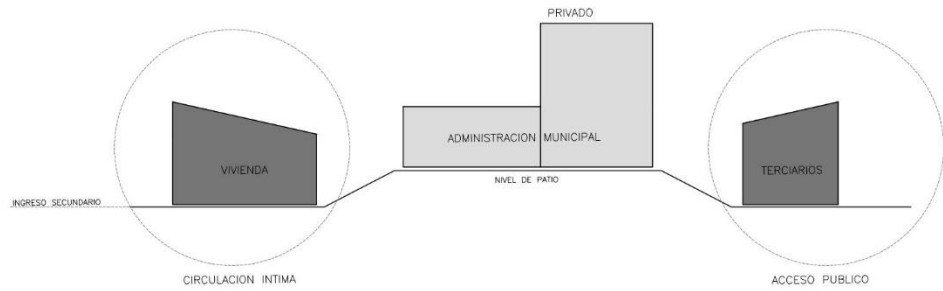 PRIVADO
ADMINISTRACION MUNICIPAL
VIVIENDA
NIVEL DE PATIO
TERCIARIOS
INGRESO SECUNDARIO
CIRCULACION INTIMA
ACCESO PUBLICO